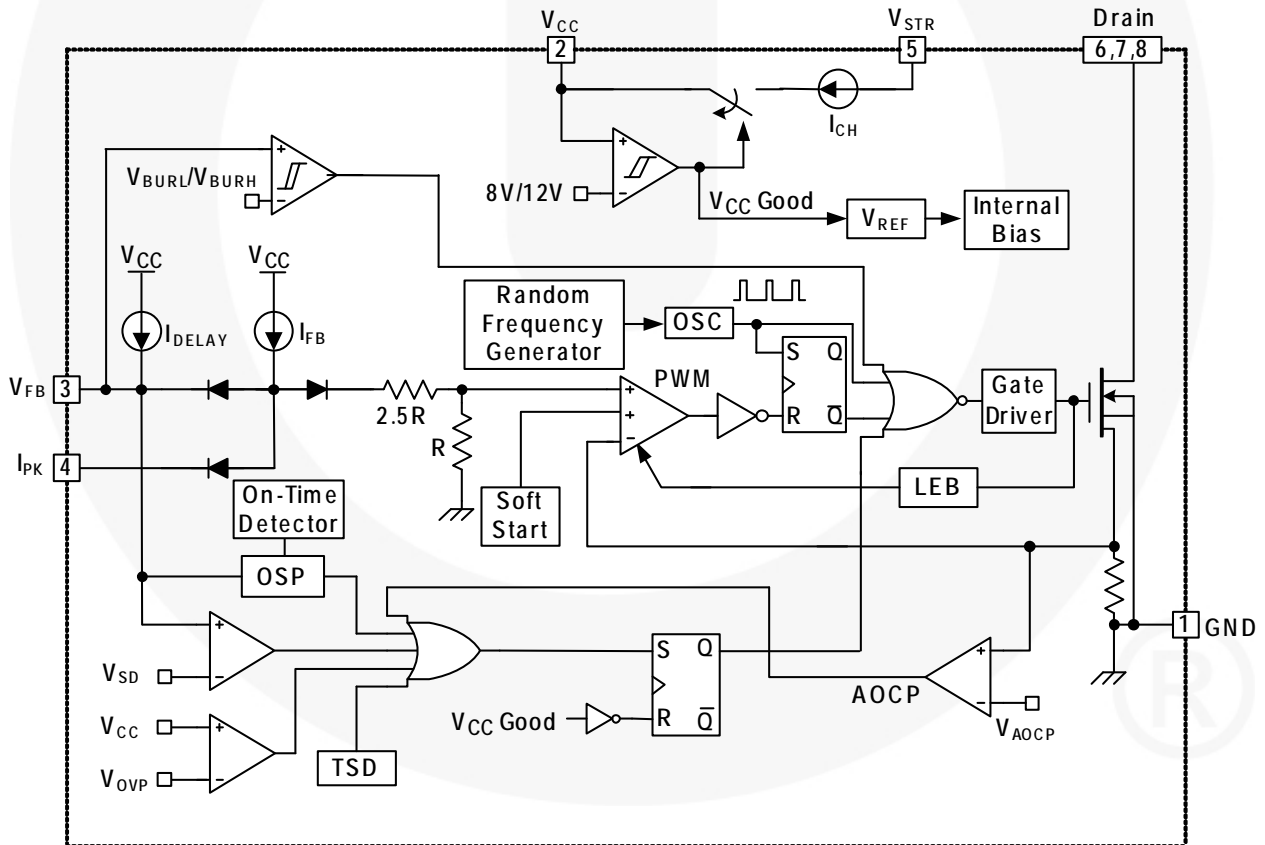 VCC
VSTR
Drain
2
5
6,7,8
ICH
+
-
8V/12V
VCC Good
VREF
Internal
Bias
+
-
VBURL/VBURH
VCC
VCC
IDELAY
IFB
Random
Frequency
Generator
OSC
S Q
R Q̅
PWM
+
+
-
Gate
Driver
VFB 3
2.5R
R
IPK 4
LEB
Soft
Start
On-Time
Detector
OSP
+
-
VSD
S Q
R Q̅
VCC Good
1 GND
AOCP
+
-
VAOCP
VCC
+
VOVP
-
TSD
®